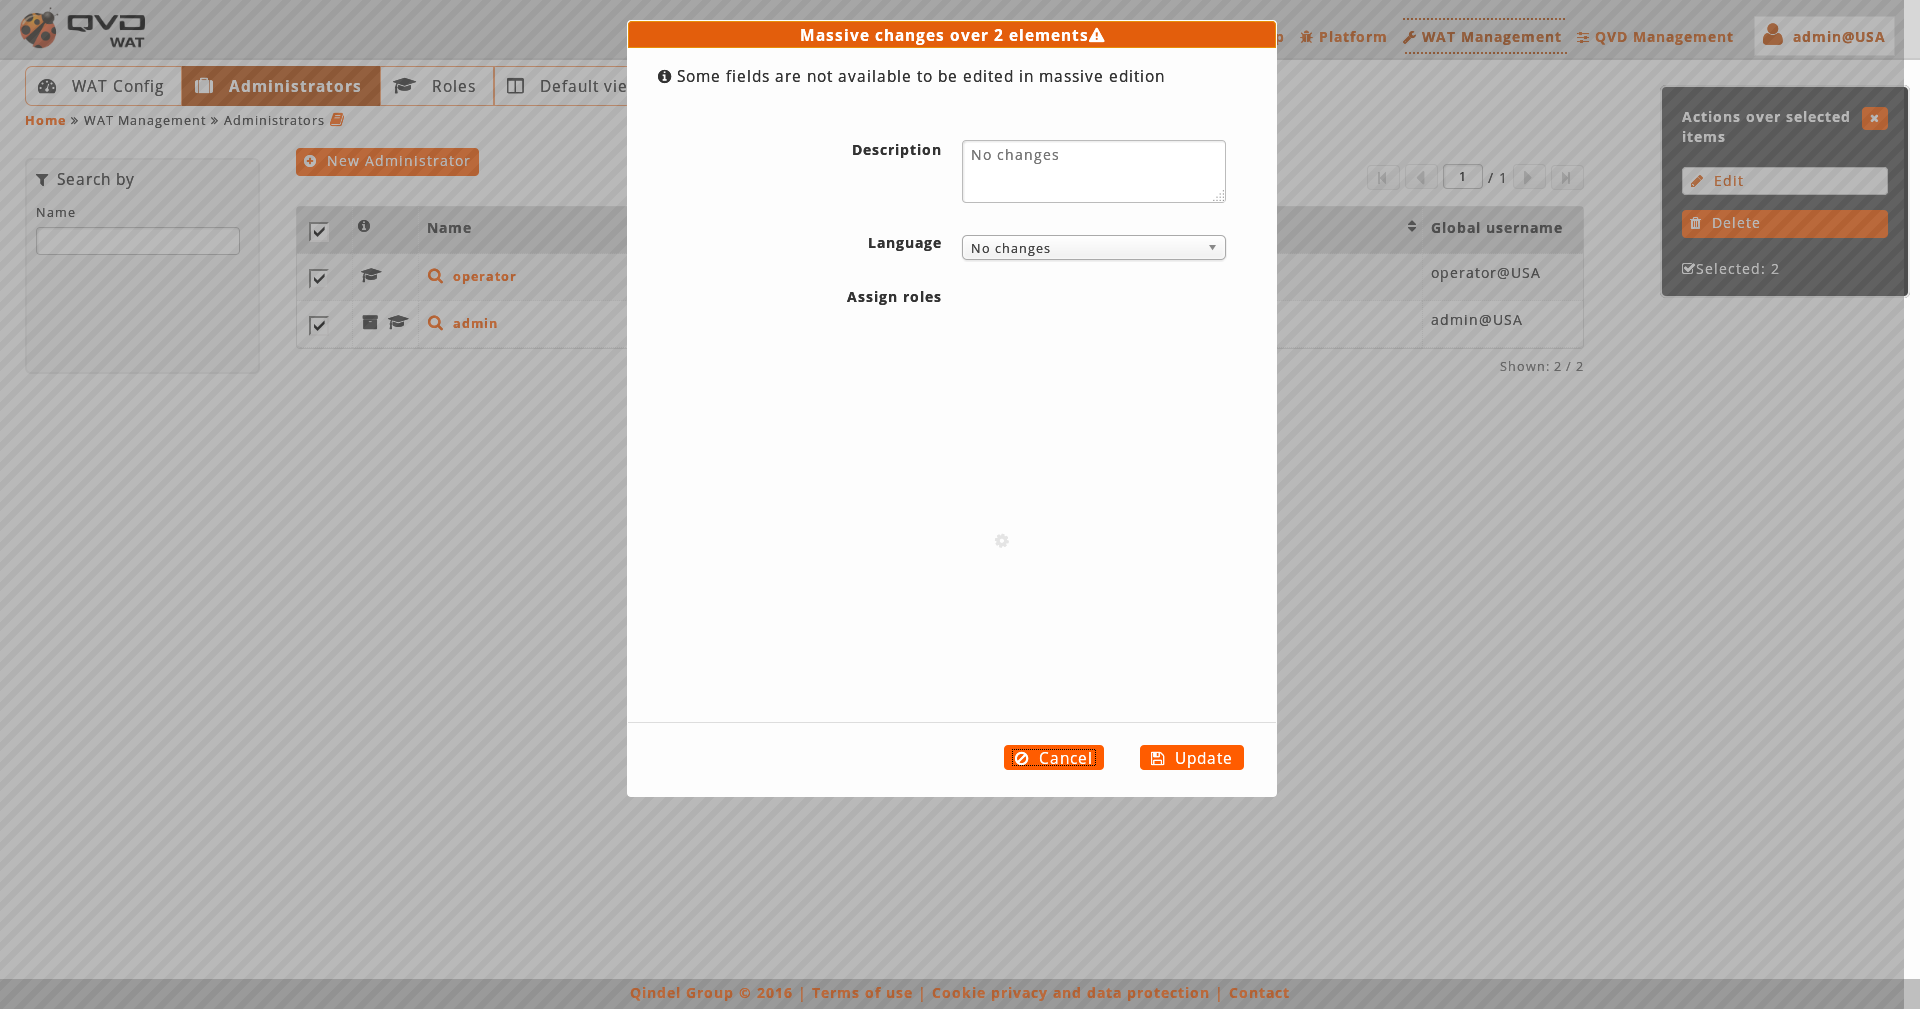 QVD
WAT
Platform
WAT Management
QVD Management
admin@USA
WAT Config
Administrators
Roles
Default vie
Home » WAT Management » Administrators
Search by
Name
New Administrator
1 / 1
Name
Global username
operator
operator@USA
admin
admin@USA
Shown: 2 / 2
Massive changes over 2 elements
Some fields are not available to be edited in massive edition
Description
No changes
Language
No changes
Assign roles
Cancel
Update
Actions over selected
items
Edit
Delete
Selected: 2
Qindel Group © 2016 | Terms of use | Cookie privacy and data protection | Contact